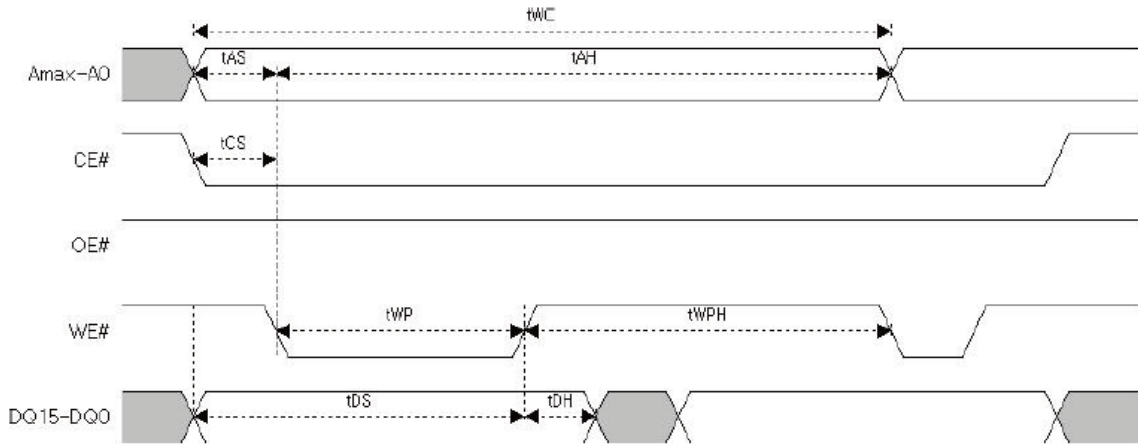 tWC
Amax-A0
tAS
tAH
CE#
tCS
OE#
WE#
tWP
tWPH
DQ15-DQ0
tDS
tDH